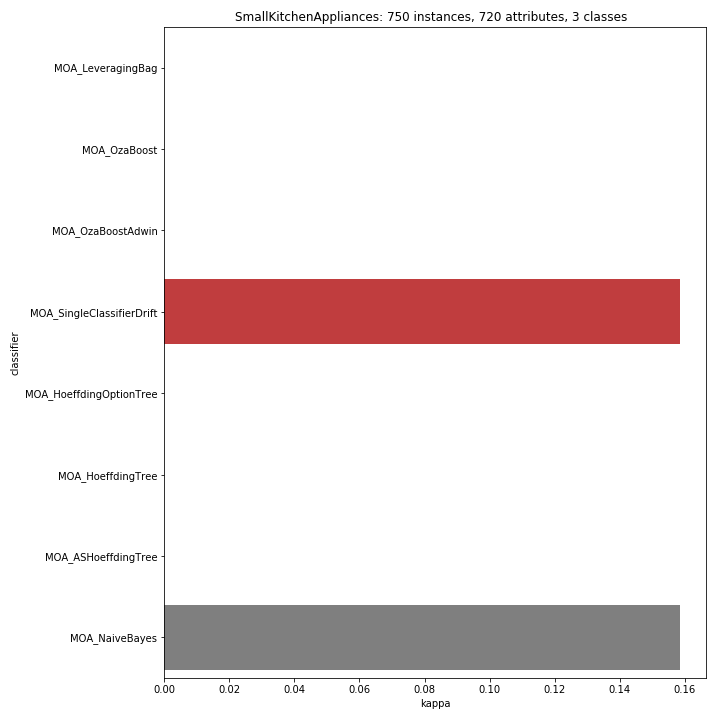 SmallKitchenAppliances: 750 instances, 720 attributes, 3 classes
MOA_LeveragingBag
MOA_OzaBoost
MOA_OzaBoostAdwin
MOA_SingleClassifierDrift
classifier
MOA_HoeffdingOptionTree
MOA_HoeffdingTree
MOA_ASHoeffdingTree
MOA_NaiveBayes
0.00 0.02 0.04 0.06 0.08 0.10 0.12 0.14 0.16
kappa